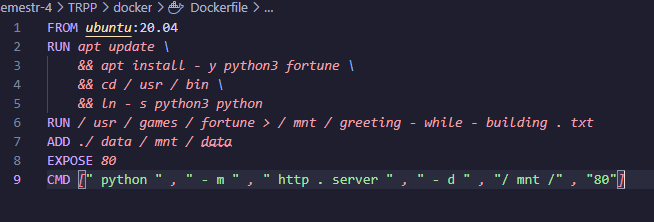 emestr-4 > TRPP > docker > Dockerfile > ...
1 FROM ubuntu:20.04
2 RUN apt update \
3 && apt install - y python3 fortune \
4 && cd / usr / bin \
5 && ln - s python3 python
6 RUN / usr / games / fortune > / mnt / greeting - while - building . txt
7 ADD ./ data / mnt / data
8 EXPOSE 80
9 CMD [" python " , " - m " , " http . server " , " - d " , "/ mnt /" , "80"]